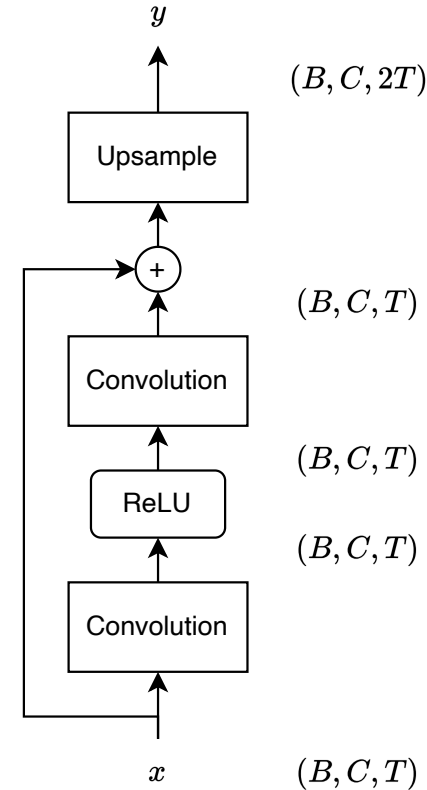 y
(B, C, 2T)
Upsample
+
(B, C, T)
Convolution
(B, C, T)
ReLU
(B, C, T)
Convolution
x
(B, C, T)